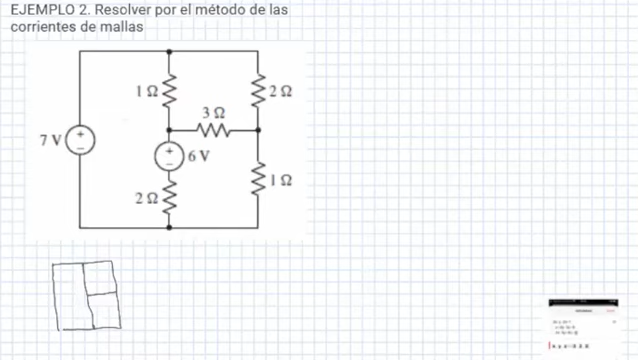 EJEMPLO 2. Resolver por el método de las
corrientes de mallas
1 Ω
2 Ω
3 Ω
7 V
+
−
+
−
6 V
2 Ω
1 Ω